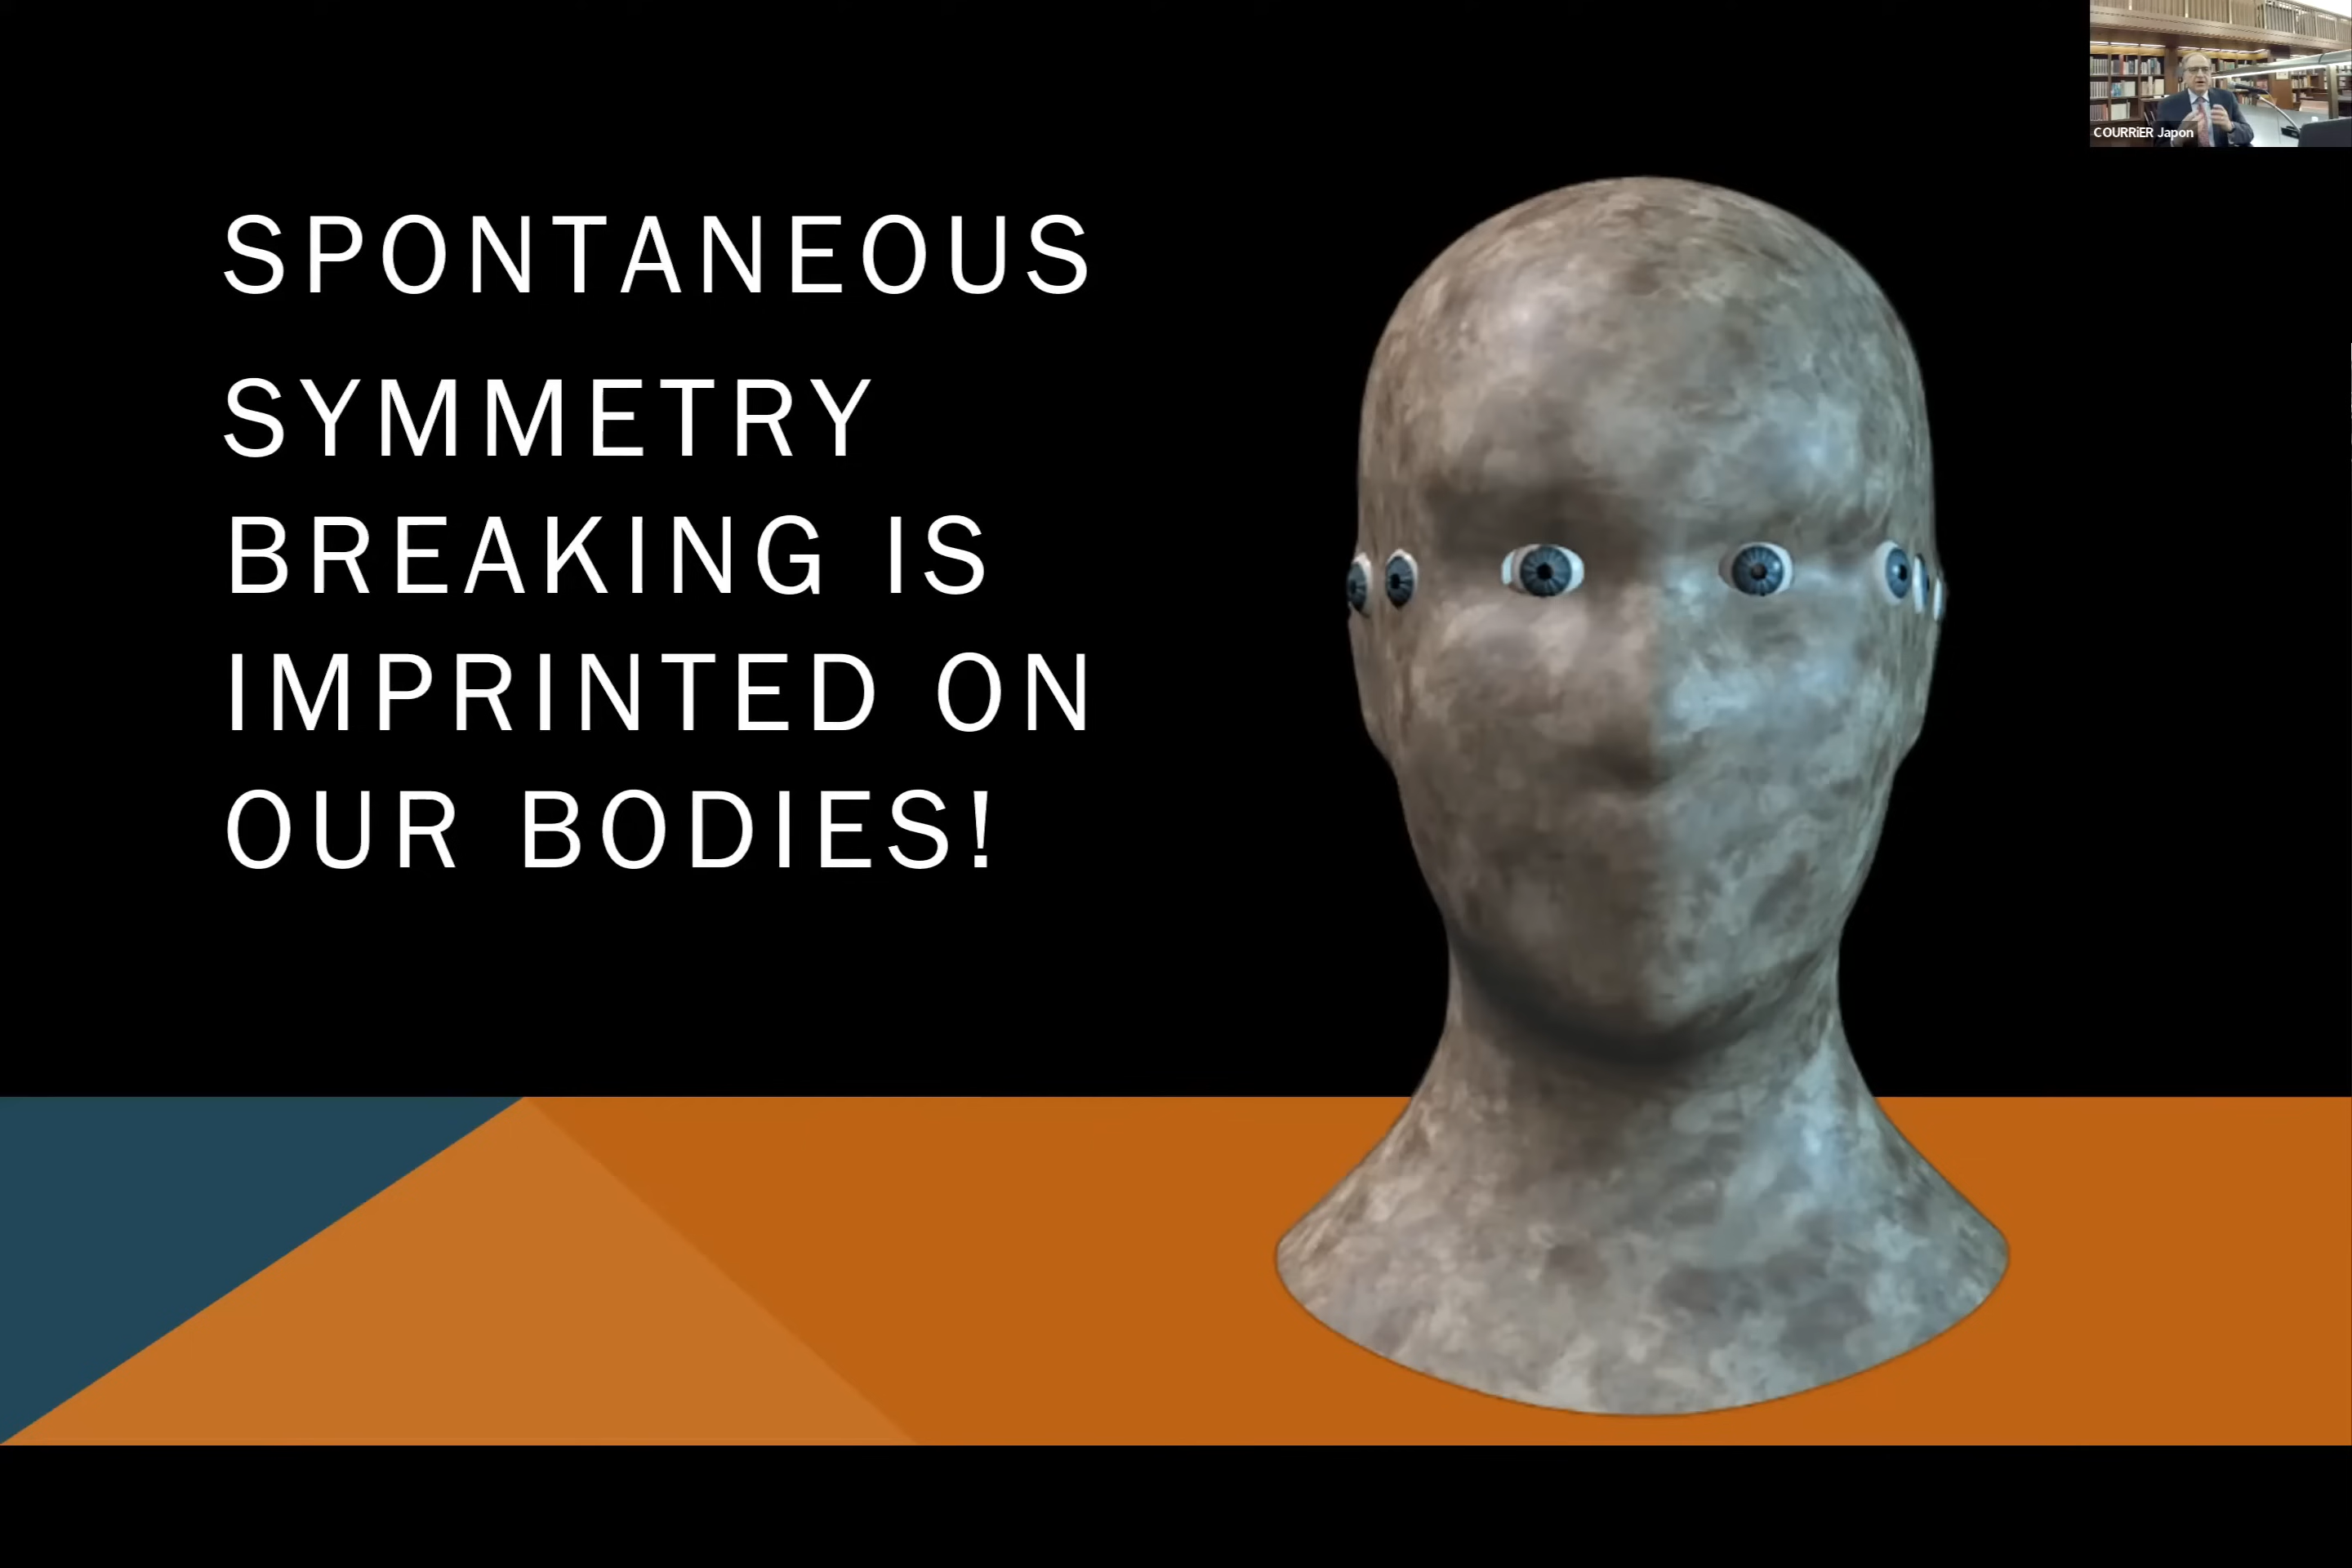 SPONTANEOUS
SYMMETRY
BREAKING IS
IMPRINTED ON
OUR BODIES!
COURRiER Japon